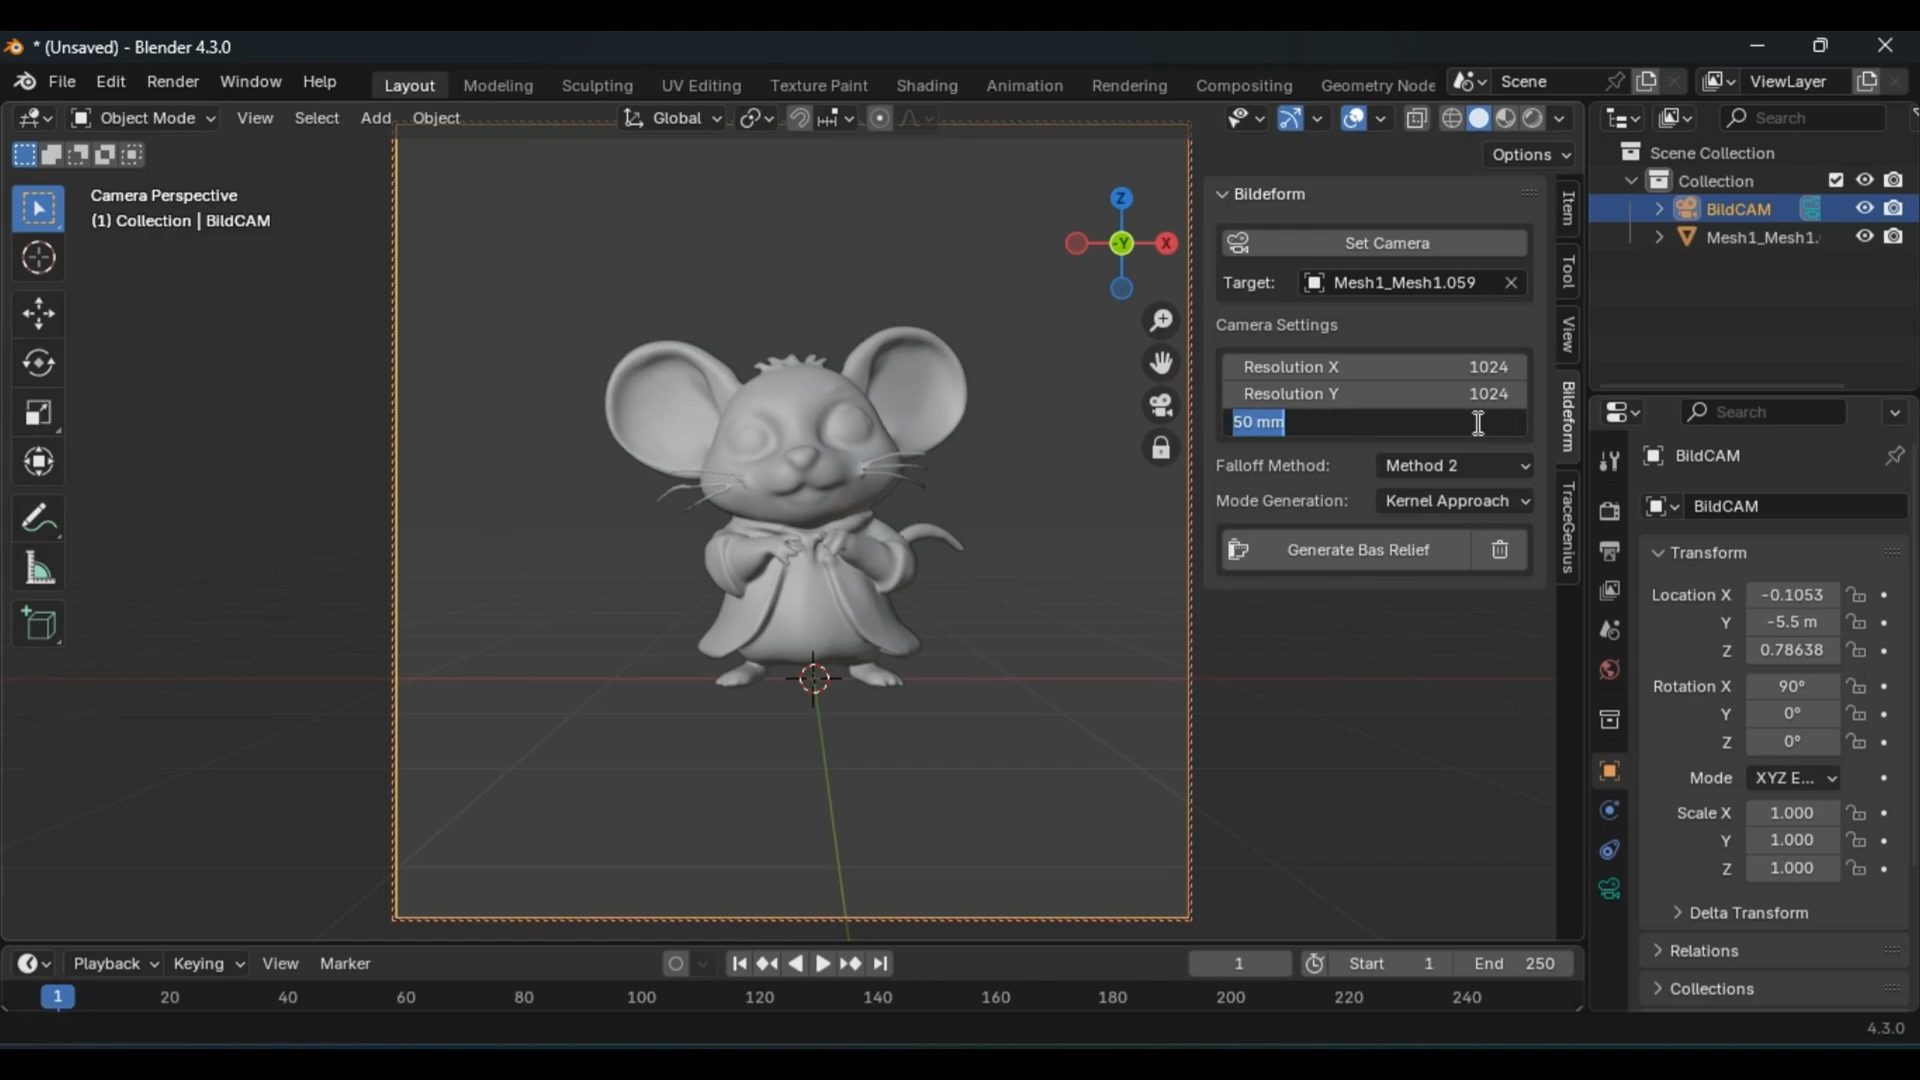 * (Unsaved) - Blender 4.3.0
File Edit Render Window Help Layout Modeling Sculpting UV Editing Texture Paint Shading Animation Rendering Compositing Geometry Node Scene ViewLayer
Object Mode View Select Add Object Global Search
Options
Camera Perspective
(1) Collection | BildCAM
Z
-Y X
Bildeform
Set Camera
Target: Mesh1_Mesh1.059
Camera Settings
Resolution X 1024
Resolution Y 1024
50 mm
Falloff Method: Method 2
Mode Generation: Kernel Approach
Generate Bas Relief
Item
Tool
View
Bildeform
TraceGenius
Scene Collection
Collection
BildCAM
Mesh1_Mesh1.
Search
BildCAM
BildCAM
Transform
Location X -0.1053
Y -5.5 m
Z 0.78638
Rotation X 90°
Y 0°
Z 0°
Mode XYZ E...
Scale X 1.000
Y 1.000
Z 1.000
Delta Transform
Relations
Collections
Playback Keying View Marker 1 Start 1 End 250
1 20 40 60 80 100 120 140 160 180 200 220 240
4.3.0